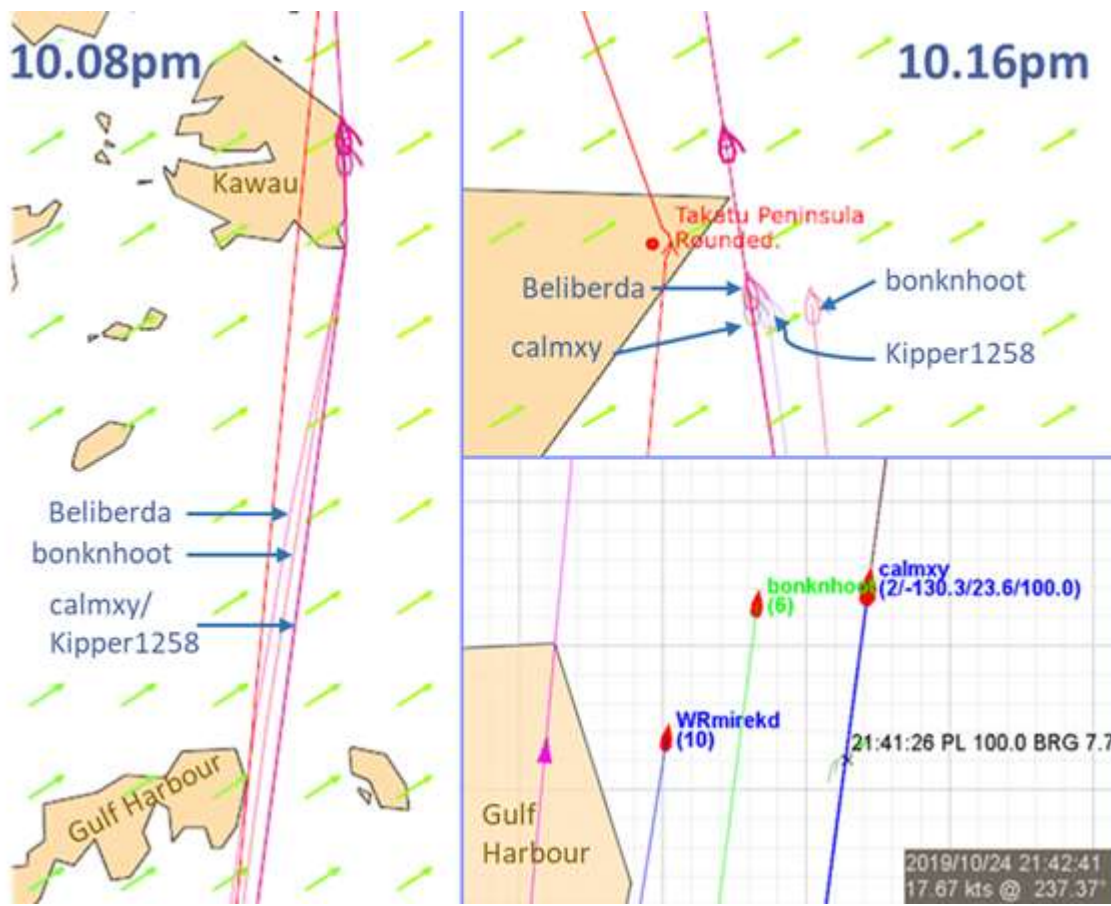 10.08pm
Kawau
Beliberda
bonknhoot
calmxy/
Kipper1258
Gulf Harbour
10.16pm
Takatu Peninsula
Rounded.
Beliberda
bonknhoot
calmxy
Kipper1258
calmxy
(2/-130.3/23.6/100.0)
bonknhoot
(6)
WRmirekd
(10)
21:41:26 PL 100.0 BRG 7.7
Gulf
Harbour
2019/10/24 21:42:41
17.67 kts @ 237.37°